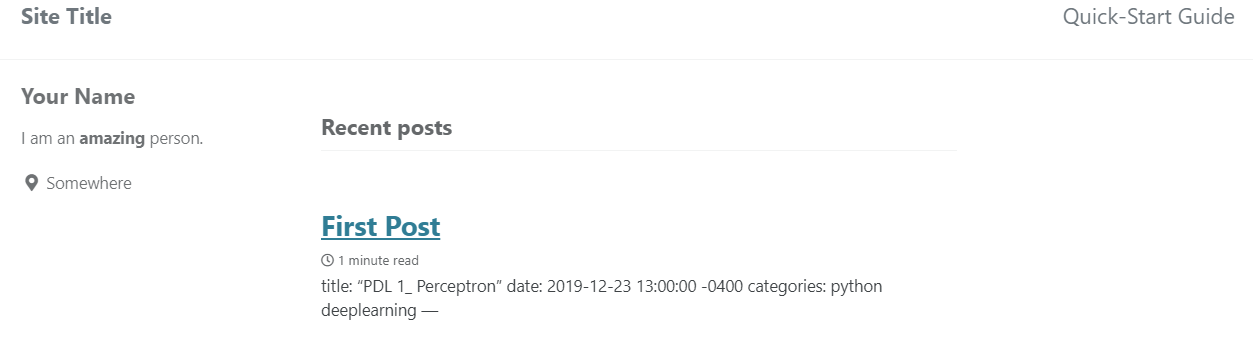 Site Title
Quick-Start Guide
Your Name
I am an amazing person.
Somewhere
Recent posts
First Post
1 minute read
title: “PDL 1_ Perceptron” date: 2019-12-23 13:00:00 -0400 categories: python
deeplearning —